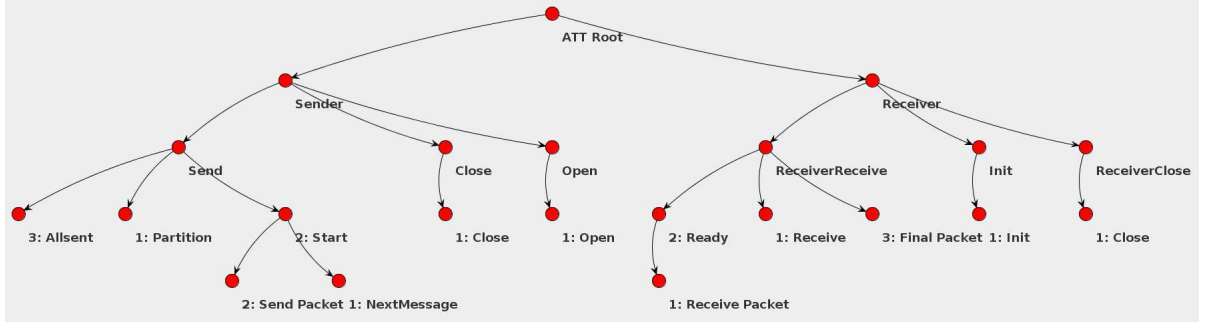 ATT Root
Sender
Receiver
Send
Close
Open
ReceiverReceive
Init
ReceiverClose
3: Allsent
1: Partition
2: Start
1: Close
1: Open
2: Ready
1: Receive
3: Final Packet
1: Init
1: Close
2: Send Packet
1: NextMessage
1: Receive Packet